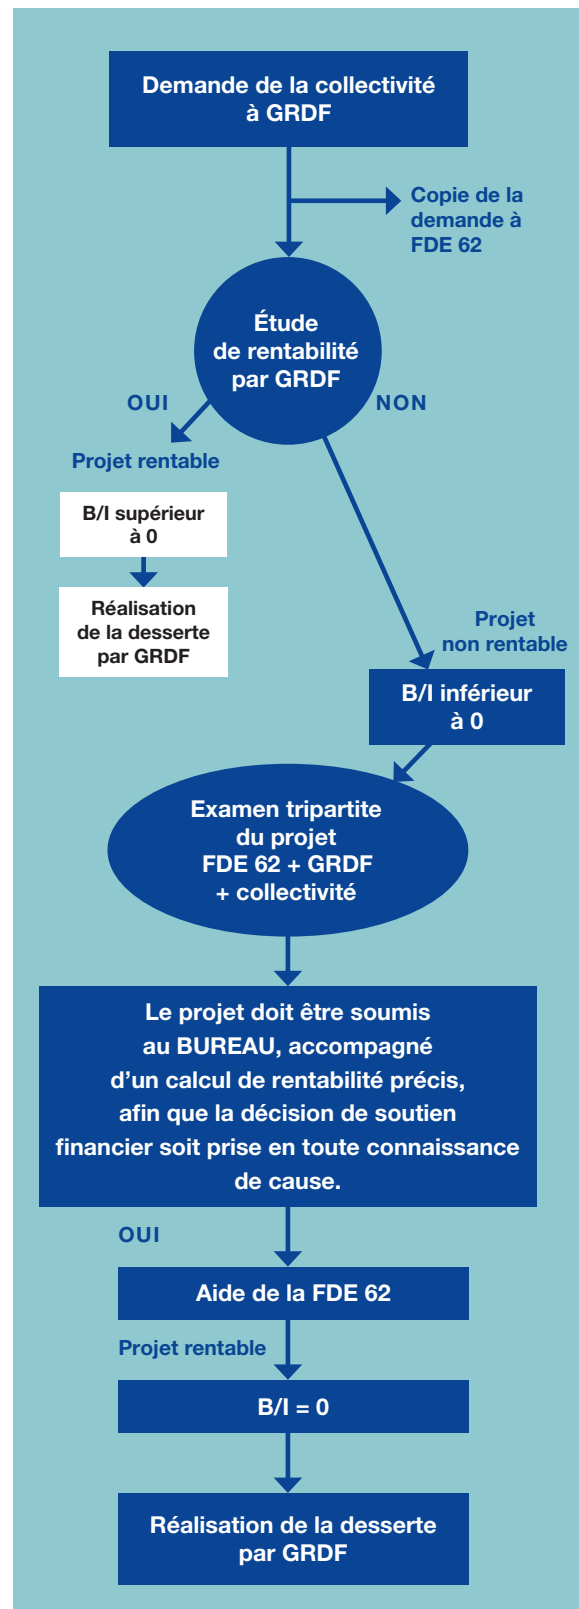 Demande de la collectivité
à GRDF
Copie de la
demande à
FDE 62
Étude
de rentabilité
par GRDF
OUI
NON
Projet rentable
B/I supérieur
à 0
Réalisation
de la desserte
par GRDF
Projet
non rentable
B/I inférieur
à 0
Examen tripartite
du projet
FDE 62 + GRDF
+ collectivité
Le projet doit être soumis
au BUREAU, accompagné
d’un calcul de rentabilité précis,
afin que la décision de soutien
financier soit prise en toute connaissance
de cause.
OUI
Aide de la FDE 62
Projet rentable
B/I = 0
Réalisation de la desserte
par GRDF